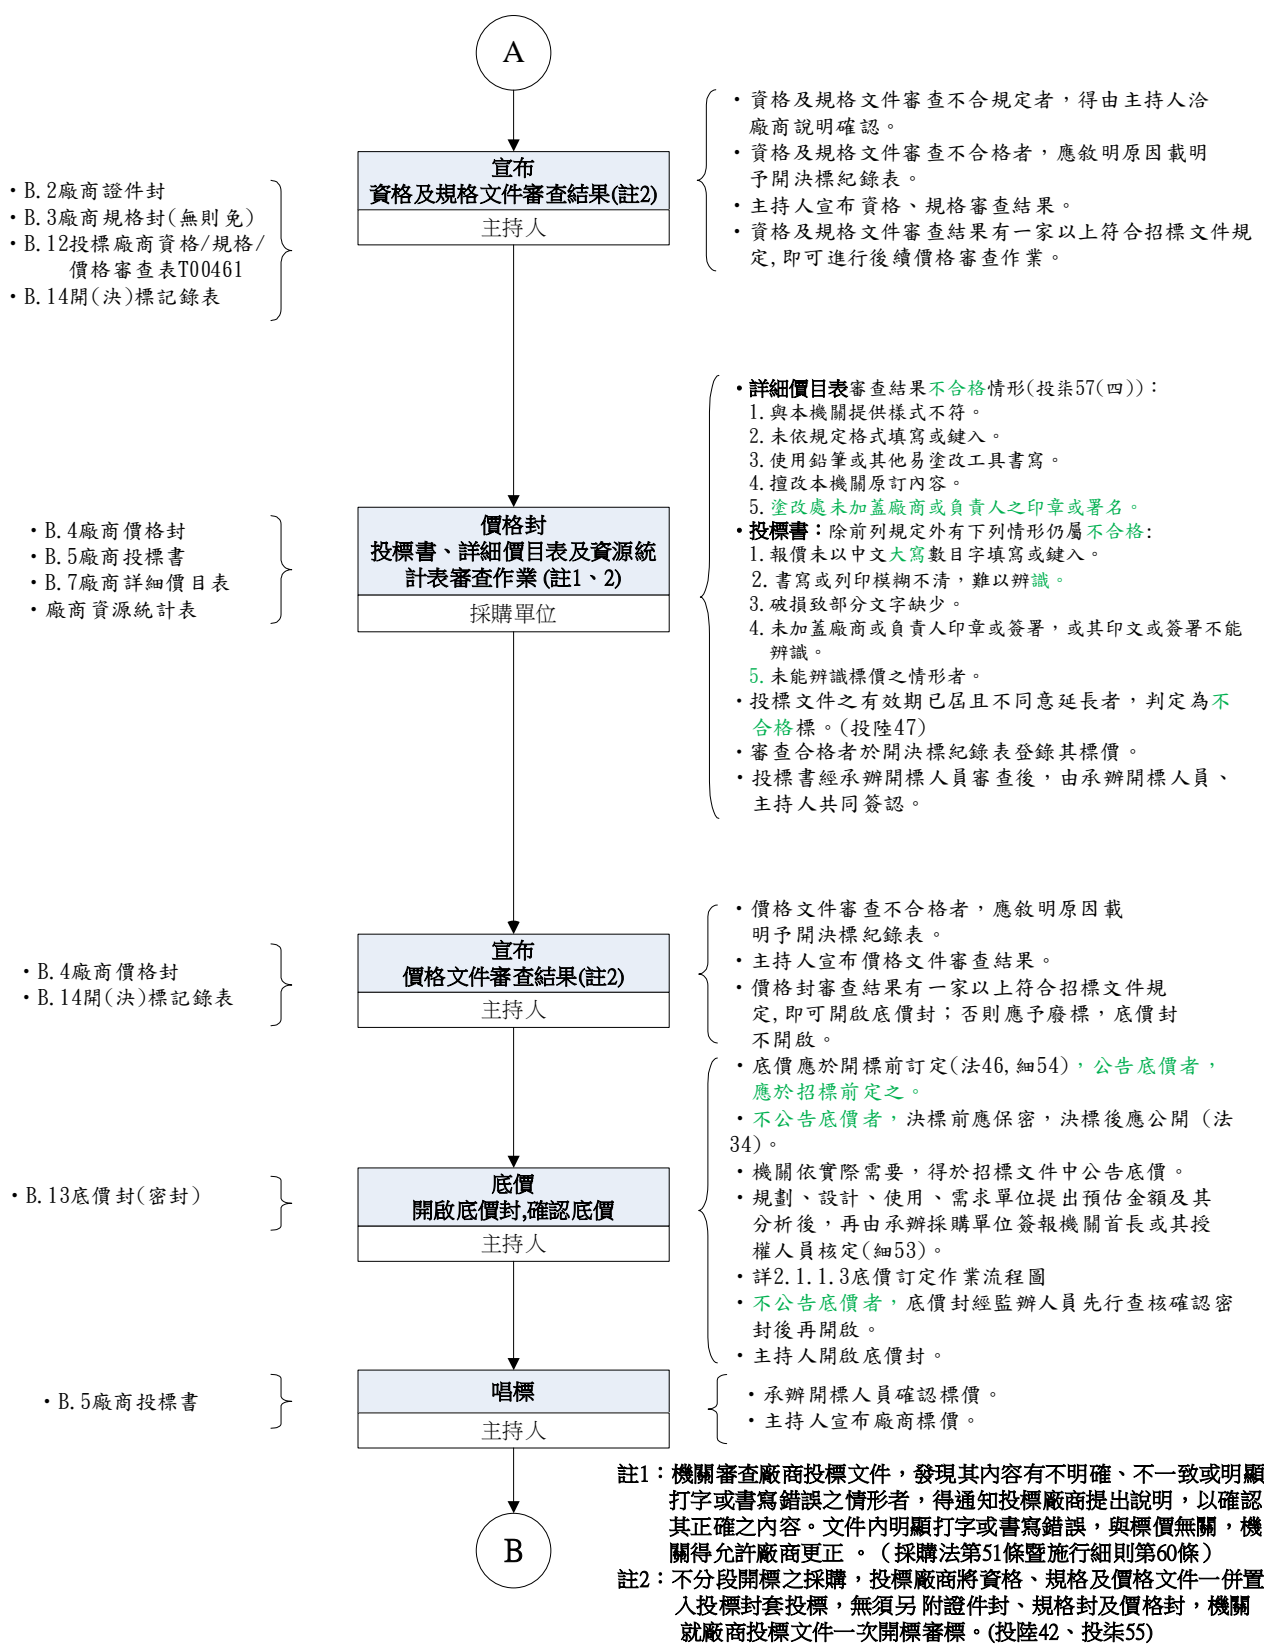 A
宣布
資格及規格文件審查結果(註2)
主持人
・B.2廠商證件封
・B.3廠商規格封(無則免)
・B.12投標廠商資格/規格/
價格審查表T00461
・B.14開(決)標記錄表
・資格及規格文件審查不合規定者，得由主持人洽
廠商說明確認。
・資格及規格文件審查不合格者，應敘明原因載明
予開決標紀錄表。
・主持人宣布資格、規格審查結果。
・資格及規格文件審查結果有一家以上符合招標文件規
定,即可進行後續價格審查作業。
價格封
投標書、詳細價目表及資源統
計表審查作業(註1、2)
採購單位
・B.4廠商價格封
・B.5廠商投標書
・B.7廠商詳細價目表
・廠商資源統計表
・詳細價目表審查結果不合格情形(投柒57(四))：
1.與本機關提供樣式不符。
2.未依規定格式填寫或鍵入。
3.使用鉛筆或其他易塗改工具書寫。
4.擅改本機關原訂內容。
5.塗改處未加蓋廠商或負責人之印章或署名。
・投標書：除前列規定外有下列情形仍屬不合格:
1.報價未以中文大寫數目字填寫或鍵入。
2.書寫或列印模糊不清，難以辨識。
3.破損致部分文字缺少。
4.未加蓋廠商或負責人印章或簽署，或其印文或簽署不能
辨識。
5.未能辨識標價之情形者。
・投標文件之有效期已屆且不同意延長者，判定為不
合格標。(投陸47)
・審查合格者於開決標紀錄表登錄其標價。
・投標書經承辦開標人員審查後，由承辦開標人員、
主持人共同簽認。
宣布
價格文件審查結果(註2)
主持人
・B.4廠商價格封
・B.14開(決)標記錄表
・價格文件審查不合格者，應敘明原因載
明予開決標紀錄表。
・主持人宣布價格文件審查結果。
・價格封審查結果有一家以上符合招標文件規
定,即可開啟底價封；否則應予廢標，底價封
不開啟。
底價
開啟底價封,確認底價
主持人
・B.13底價封(密封)
・底價應於開標前訂定(法46,細54)，公告底價者，
應於招標前定之。
・不公告底價者，決標前應保密，決標後應公開 (法
34)。
・機關依實際需要，得於招標文件中公告底價。
・規劃、設計、使用、需求單位提出預估金額及其
分析後，再由承辦採購單位簽報機關首長或其授
權人員核定(細53)。
・詳2.1.1.3底價訂定作業流程圖
・不公告底價者，底價封經監辦人員先行查核確認密
封後再開啟。
・主持人開啟底價封。
唱標
主持人
・B.5廠商投標書
・承辦開標人員確認標價。
・主持人宣布廠商標價。
B
註1：機關審查廠商投標文件，發現其內容有不明確、不一致或明顯
打字或書寫錯誤之情形者，得通知投標廠商提出說明，以確認
其正確之內容。文件內明顯打字或書寫錯誤，與標價無關，機
關得允許廠商更正 。（採購法第51條暨施行細則第60條）
註2：不分段開標之採購，投標廠商將資格、規格及價格文件一併置
入投標封套投標，無須另附證件封、規格封及價格封，機關
就廠商投標文件一次開標審標。(投陸42、投柒55)